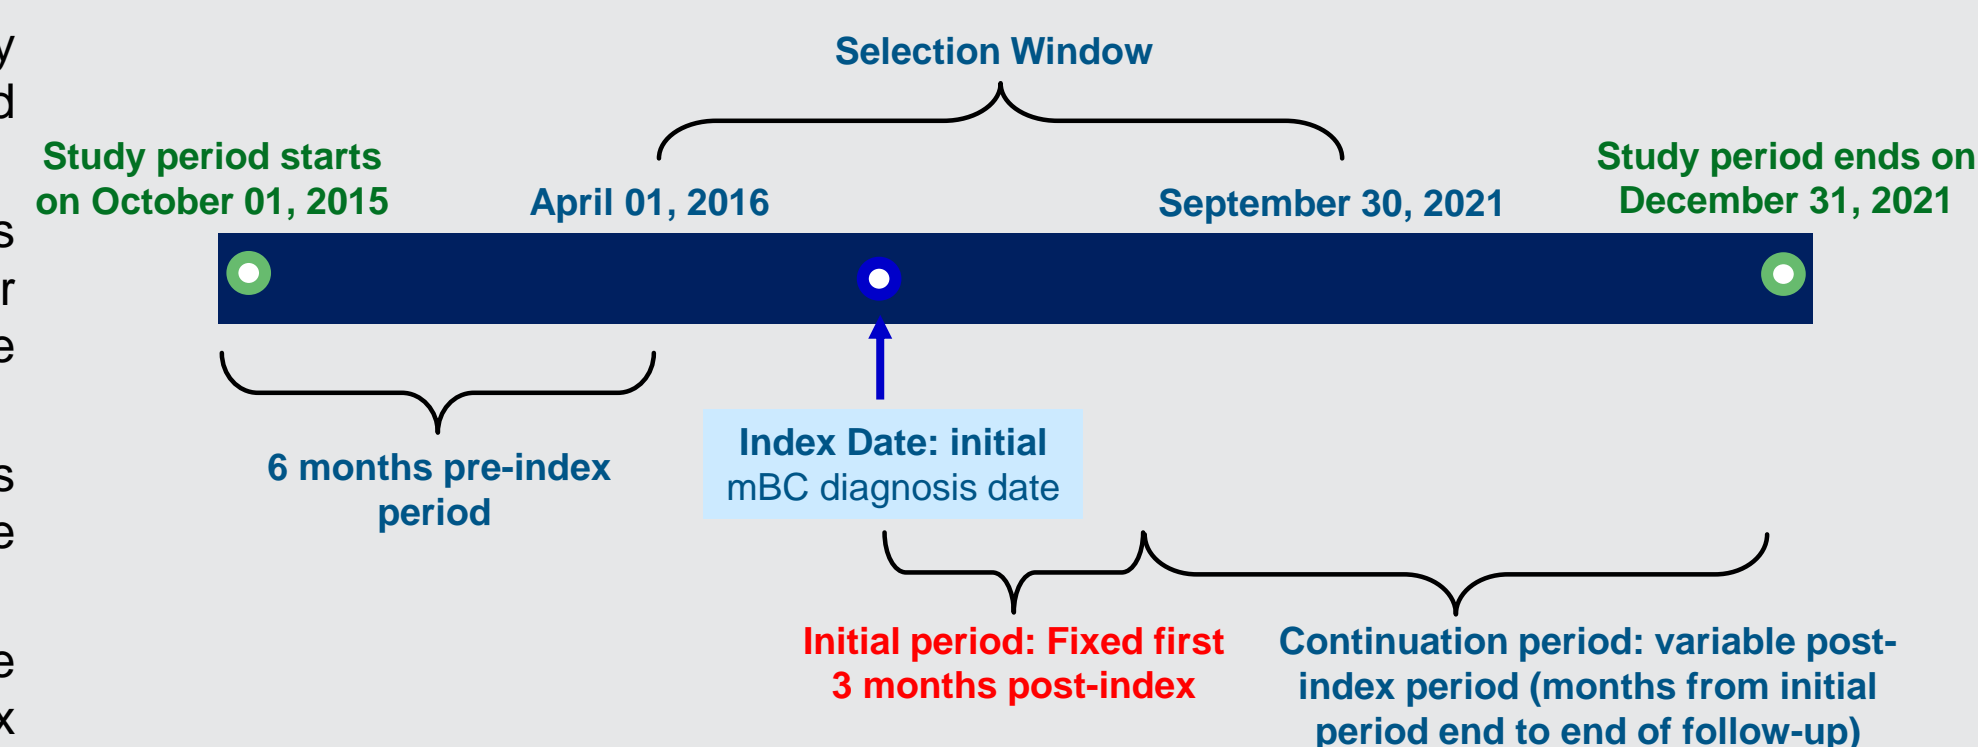 y
d
s
r
e
s
e
e
x
Selection Window
Study period starts
on October 01, 2015
April 01, 2016
September 30, 2021
Study period ends on
December 31, 2021
6 months pre-index
period
Index Date: initial
mBC diagnosis date
Initial period: Fixed first
3 months post-index
Continuation period: variable post-
index period (months from initial
period end to end of follow-up)